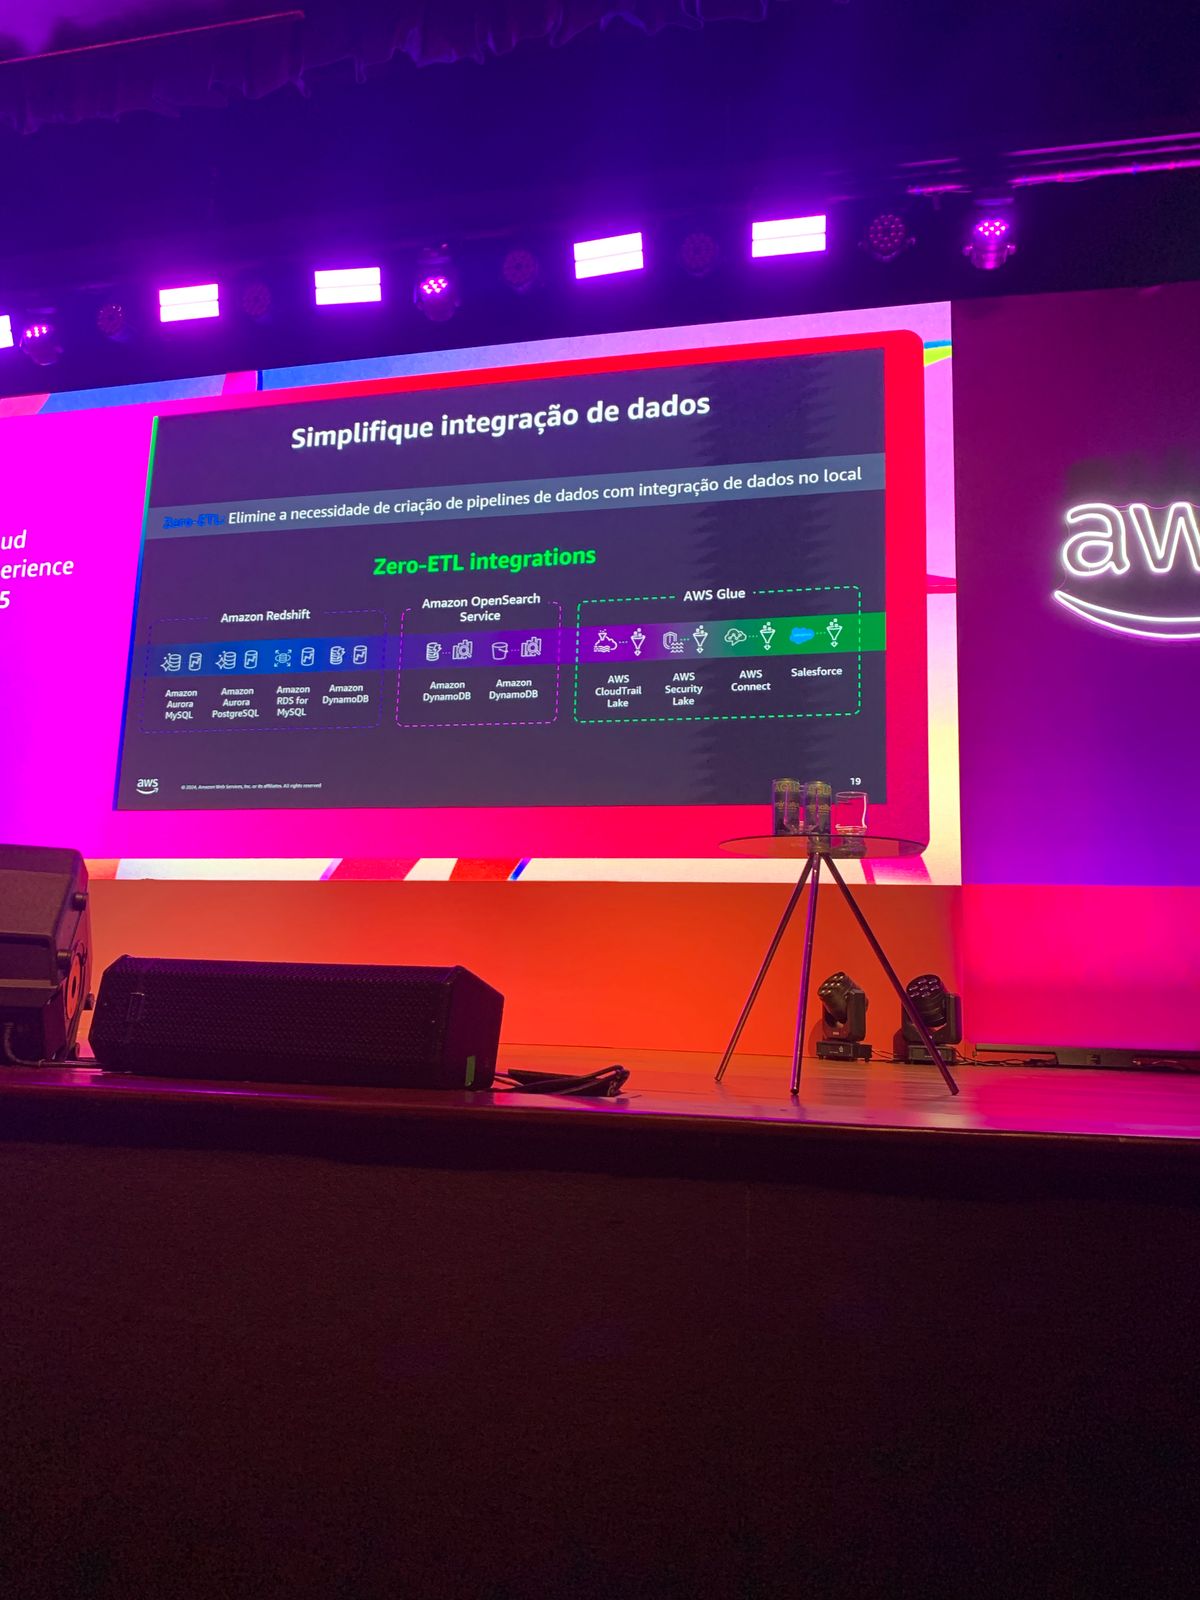 Simplifique integração de dados
Zero-ETL: Elimine a necessidade de criação de pipelines de dados com integração de dados no local
Zero-ETL integrations
Amazon Redshift
Amazon
Aurora
MySQL
Amazon
Aurora
PostgreSQL
Amazon
RDS for
MySQL
Amazon
DynamoDB
Amazon OpenSearch
Service
Amazon
DynamoDB
Amazon
DynamoDB
AWS Glue
AWS
CloudTrail
Lake
AWS
Security
Lake
AWS
Connect
Salesforce
aws
© 2024, Amazon Web Services, Inc. or its affiliates. All rights reserved
19
ud
erience
5
aw